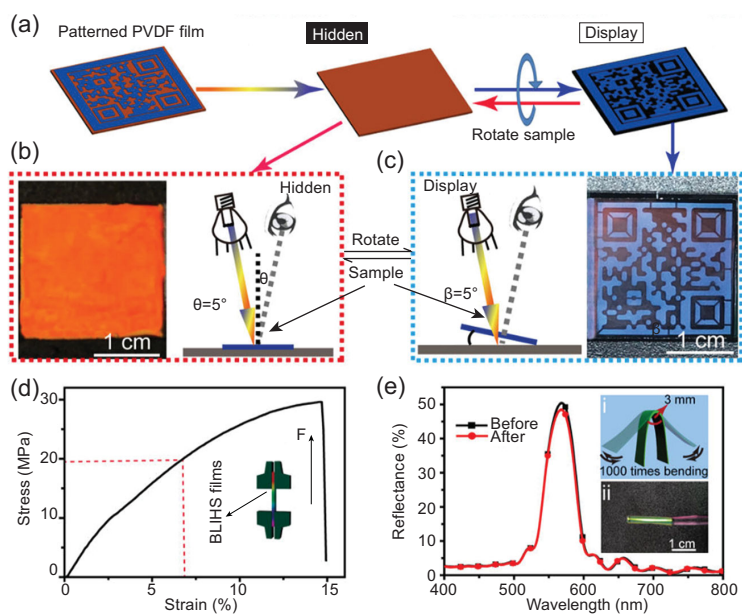 (a)
Patterned PVDF film
Hidden
Display
Rotate sample
(b)
(c)
Hidden
θ
θ=5°
1 cm
Rotate
Sample
Display
β=5°
1 cm
(d)
30
20
10
0
Stress (MPa)
0 5 10 15
Strain (%)
BLIHS films
F
(e)
50
40
30
20
10
0
Reflectance (%)
400 500 600 700 800
Wavelength (nm)
Before
After
i
3 mm
1000 times bending
ii
1 cm